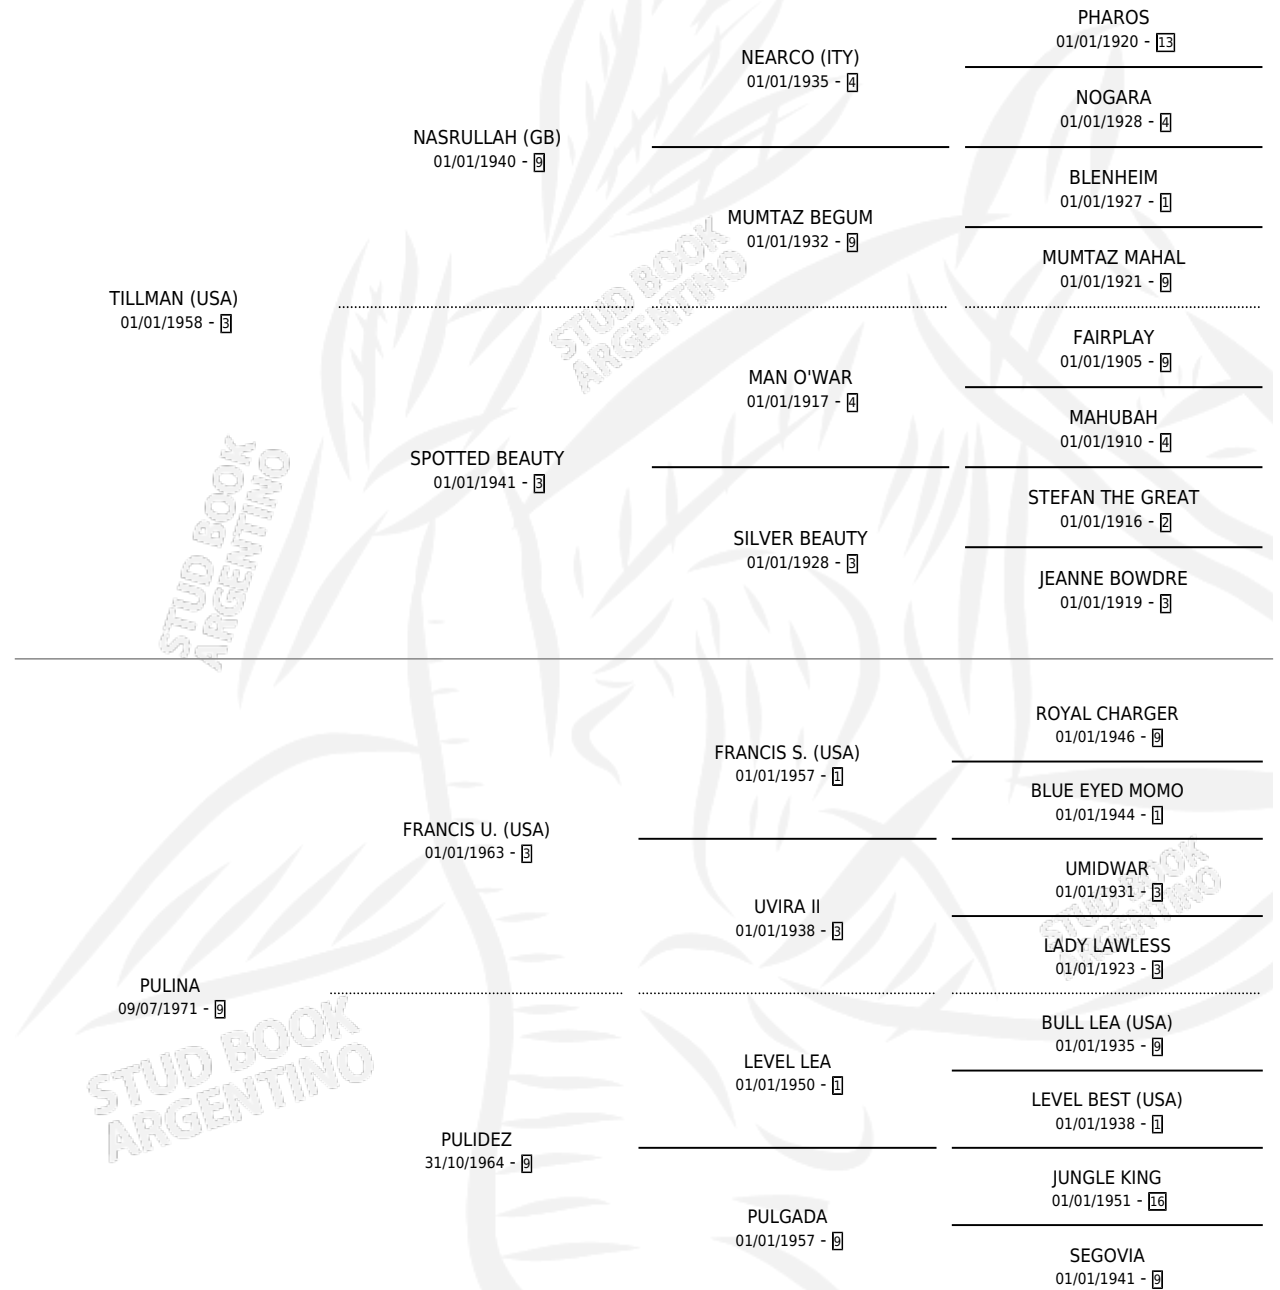 PHAROS
01/01/1920 - 13
NEARCO (ITY)
01/01/1935 - 4
NOGARA
01/01/1928 - 4
NASRULLAH (GB)
01/01/1940 - 9
BLENHEIM
01/01/1927 - 1
MUMTAZ BEGUM
01/01/1932 - 9
MUMTAZ MAHAL
01/01/1921 - 9
TILLMAN (USA)
01/01/1958 - 3
FAIRPLAY
01/01/1905 - 9
MAN O'WAR
01/01/1917 - 4
MAHUBAH
01/01/1910 - 4
SPOTTED BEAUTY
01/01/1941 - 3
STEFAN THE GREAT
01/01/1916 - 2
SILVER BEAUTY
01/01/1928 - 3
JEANNE BOWDRE
01/01/1919 - 3
ROYAL CHARGER
01/01/1946 - 9
FRANCIS S. (USA)
01/01/1957 - 1
BLUE EYED MOMO
01/01/1944 - 1
FRANCIS U. (USA)
01/01/1963 - 3
UMIDWAR
01/01/1931 - 3
UVIRA II
01/01/1938 - 3
LADY LAWLESS
01/01/1923 - 3
PULINA
09/07/1971 - 9
BULL LEA (USA)
01/01/1935 - 9
LEVEL LEA
01/01/1950 - 1
LEVEL BEST (USA)
01/01/1938 - 1
PULIDEZ
31/10/1964 - 9
JUNGLE KING
01/01/1951 - 16
PULGADA
01/01/1957 - 9
SEGOVIA
01/01/1941 - 9
STUD BOOK
ARGENTINO
STUD BOOK
ARGENTINO
STUD BOOK
ARGENTINO
STUD BOOK
ARGENTINO